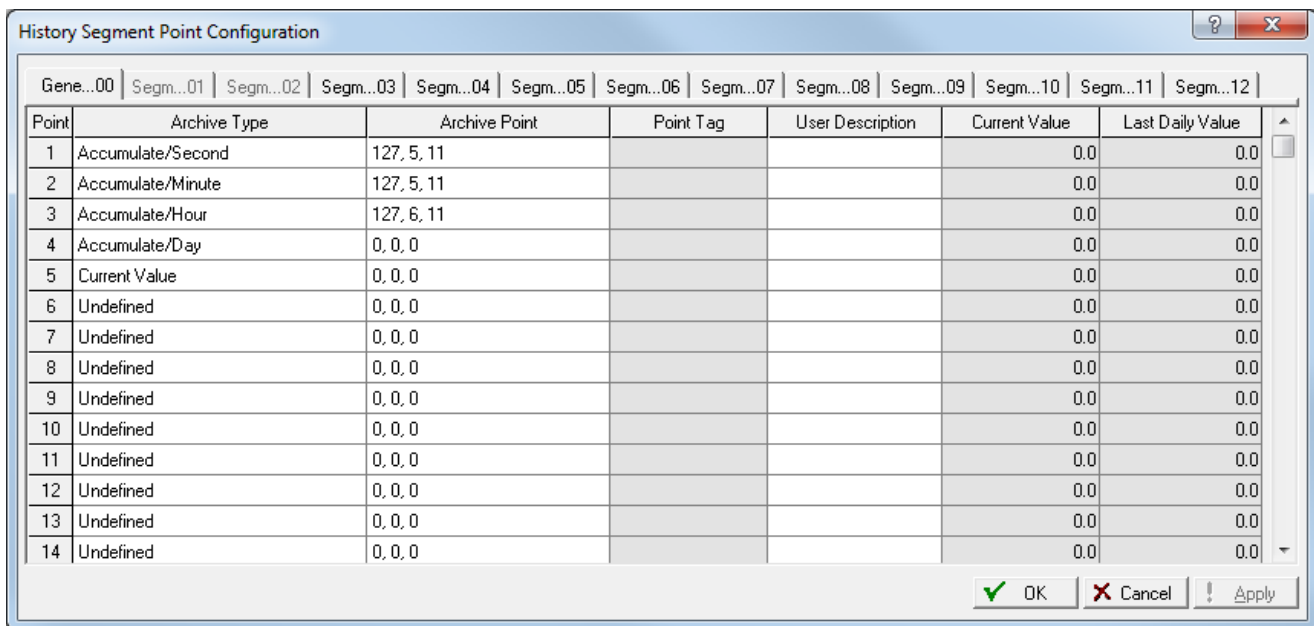 History Segment Point Configuration
?
Gene...00 Segm...01 Segm...02 Segm...03 Segm...04 Segm...05 Segm...06 Segm...07 Segm...08 Segm...09 Segm...10 Segm...11 Segm...12
Point Archive Type Archive Point Point Tag User Description Current Value Last Daily Value
1 Accumulate/Second 127, 5, 11 0.0 0.0
2 Accumulate/Minute 127, 5, 11 0.0 0.0
3 Accumulate/Hour 127, 6, 11 0.0 0.0
4 Accumulate/Day 0, 0, 0 0.0 0.0
5 Current Value 0, 0, 0 0.0 0.0
6 Undefined 0, 0, 0 0.0 0.0
7 Undefined 0, 0, 0 0.0 0.0
8 Undefined 0, 0, 0 0.0 0.0
9 Undefined 0, 0, 0 0.0 0.0
10 Undefined 0, 0, 0 0.0 0.0
11 Undefined 0, 0, 0 0.0 0.0
12 Undefined 0, 0, 0 0.0 0.0
13 Undefined 0, 0, 0 0.0 0.0
14 Undefined 0, 0, 0 0.0 0.0
OK Cancel ! Apply